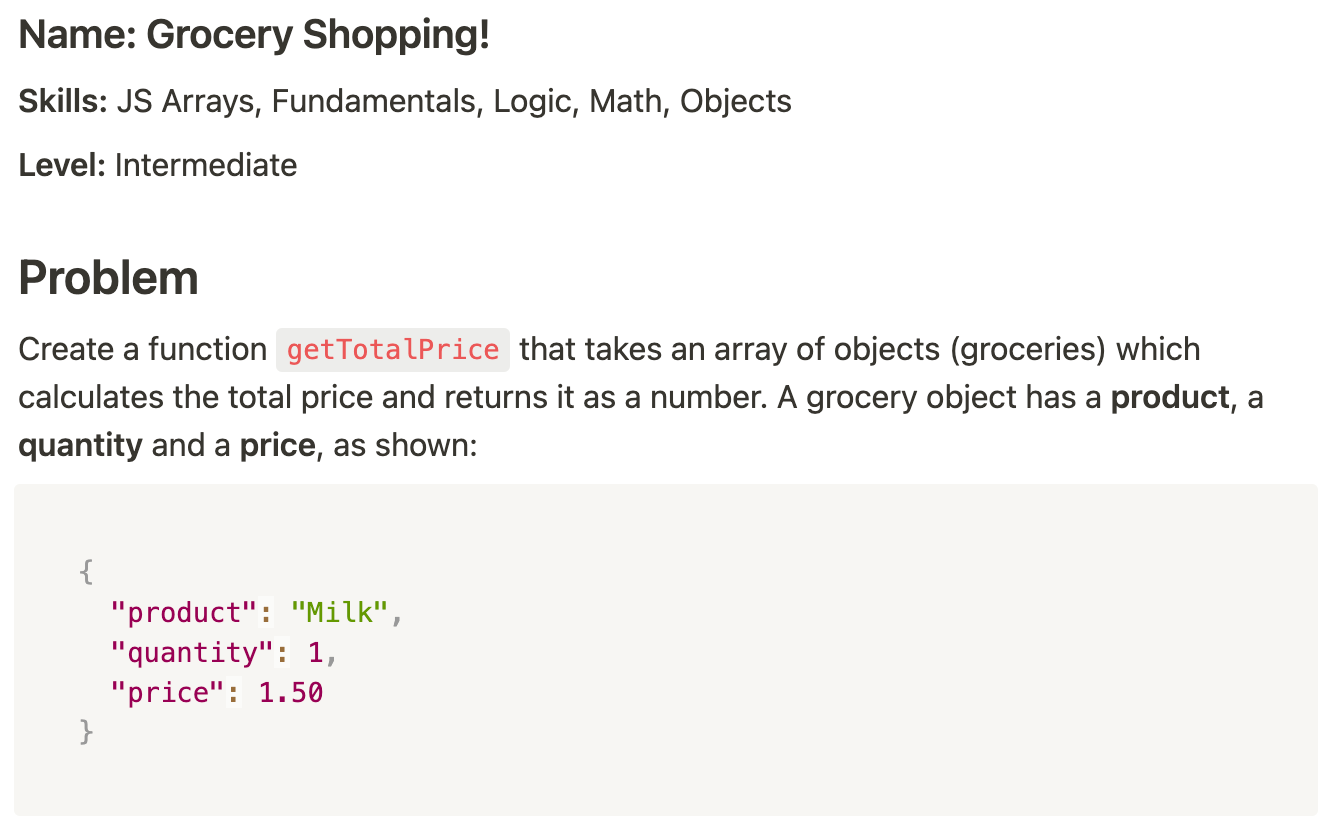 Name: Grocery Shopping!
Skills: JS Arrays, Fundamentals, Logic, Math, Objects
Level: Intermediate
Problem
Create a function getTotalPrice that takes an array of objects (groceries) which
calculates the total price and returns it as a number. A grocery object has a product, a
quantity and a price, as shown:
{
"product": "Milk",
"quantity": 1,
"price": 1.50
}